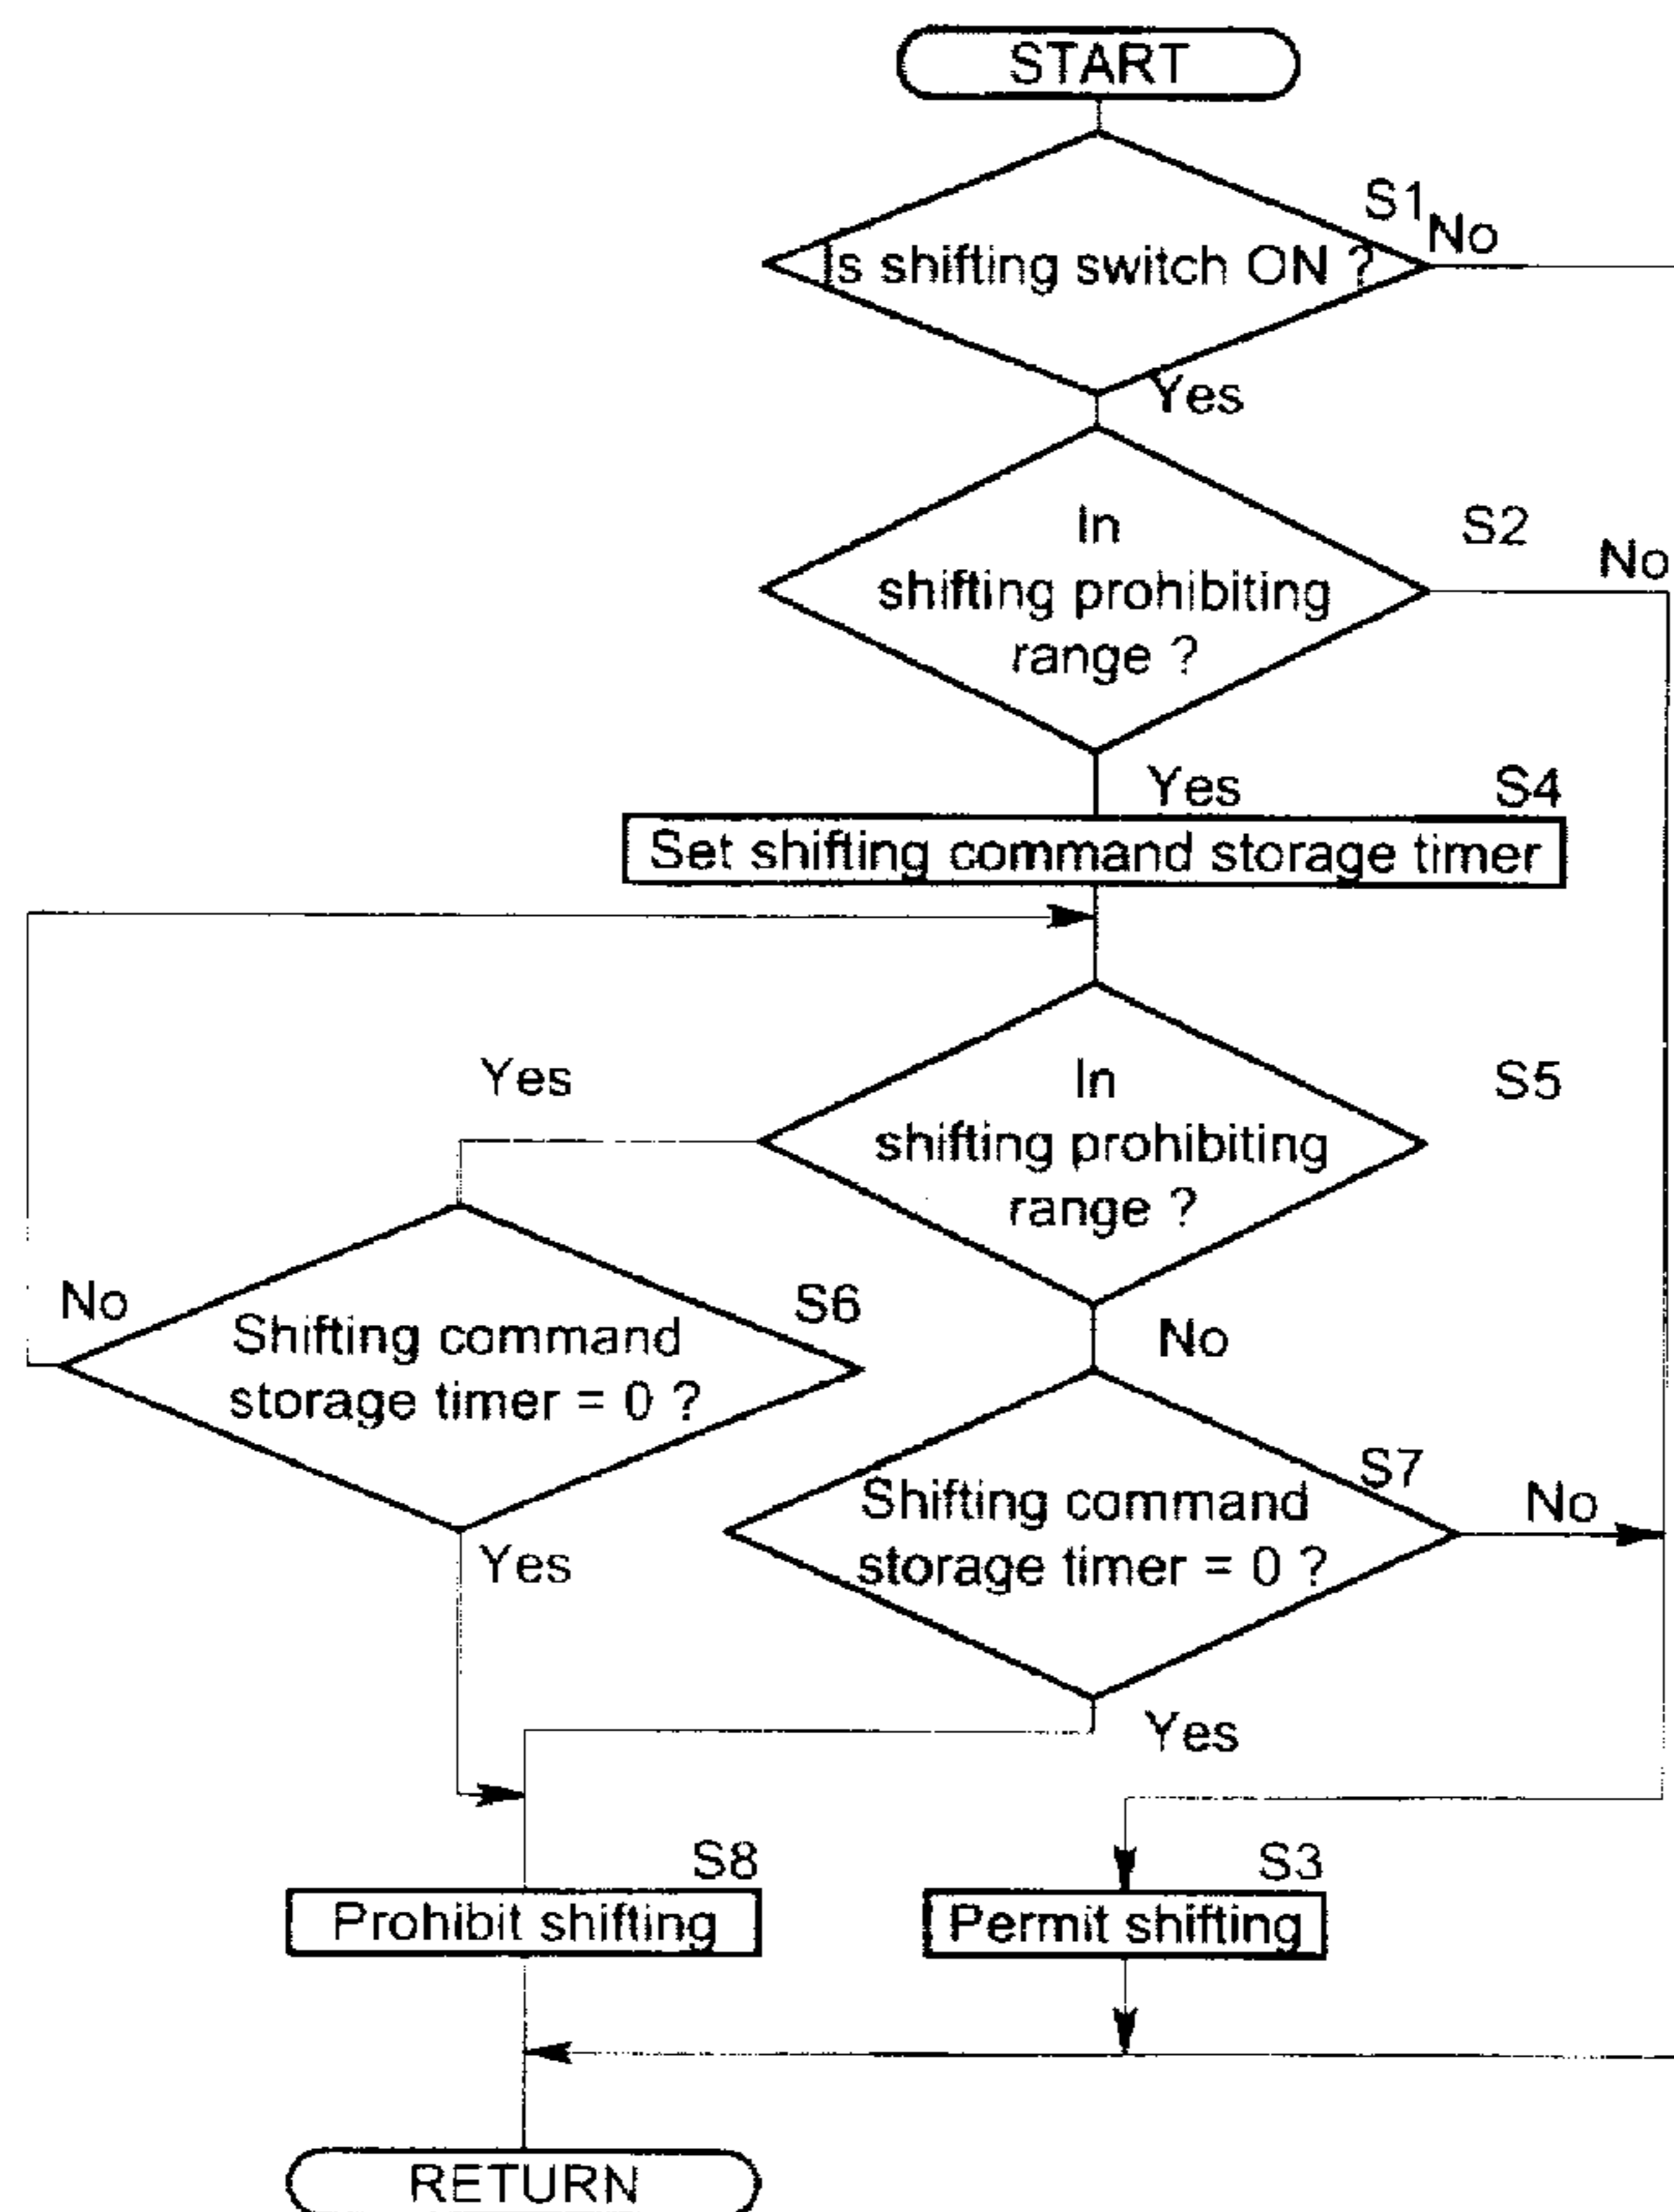 START
S1
No
Is shifting switch ON ?
Yes
In
shifting prohibiting
range ?
S2
No
Yes
S4
Set shifting command storage timer
Yes
In
shifting prohibiting
range ?
S5
No
S6
Shifting command
storage timer = 0 ?
No
S7
Shifting command
storage timer = 0 ?
No
Yes
Yes
S8
S3
Prohibit shifting
Permit shifting
RETURN